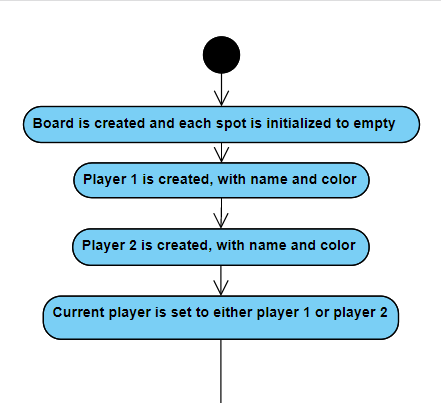 Board is created and each spot is initialized to empty
Player 1 is created, with name and color
Player 2 is created, with name and color
Current player is set to either player 1 or player 2